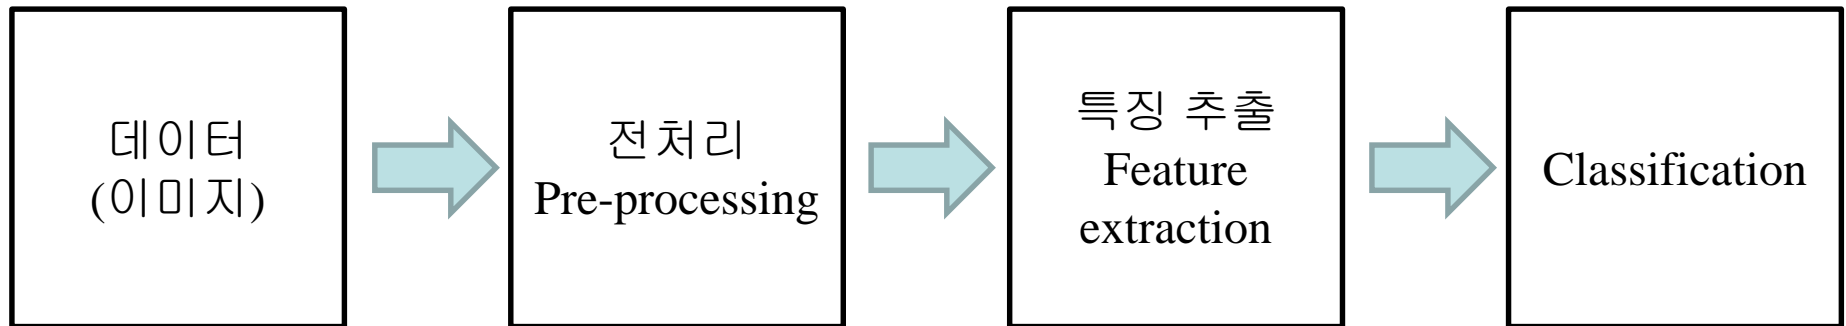 데이터
(이미지)
전처리
Pre-processing
특징 추출
Feature
extraction
Classification